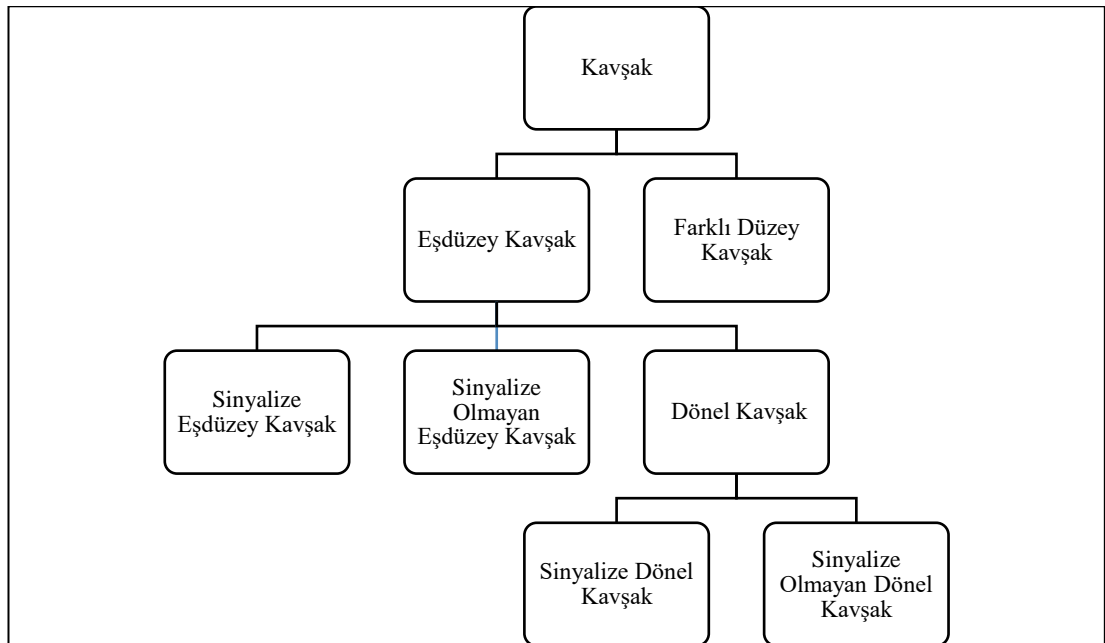 Kavşak
Eşdüzey Kavşak
Farklı Düzey
Kavşak
Sinyalize
Eşdüzey Kavşak
Sinyalize
Olmayan
Eşdüzey Kavşak
Dönel Kavşak
Sinyalize Dönel
Kavşak
Sinyalize
Olmayan Dönel
Kavşak